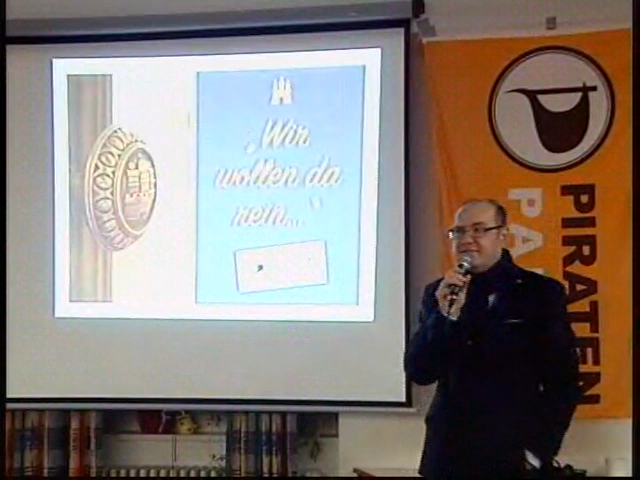 „Wir
wollen da
rein..."
PIRATEN
PA